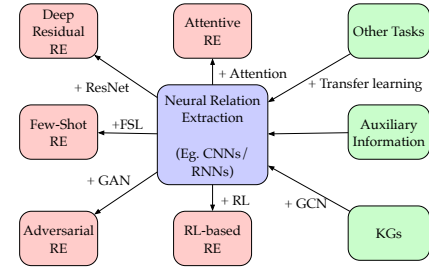 Deep
Residual
RE
Attentive
RE
Other Tasks
+ ResNet
+ Attention
+ Transfer learning
Few-Shot
RE
+FSL
Neural Relation
Extraction
(Eg. CNNs/
RNNs)
Auxiliary
Information
+ GAN
+ RL
+ GCN
Adversarial
RE
RL-based
RE
KGs